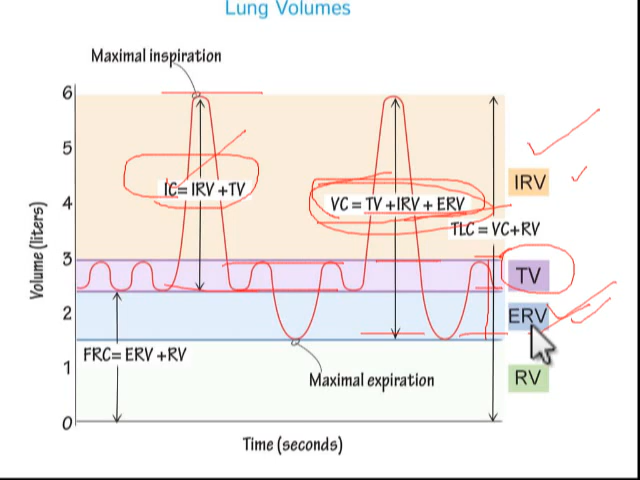 Lung Volumes
Maximal inspiration
6
5
4
3
2
1
0
Volume (liters)
IC= IRV +TV
VC = TV +IRV + ERV
TLC = VC+RV
IRV
TV
ERV
RV
FRC= ERV +RV
Maximal expiration
Time (seconds)